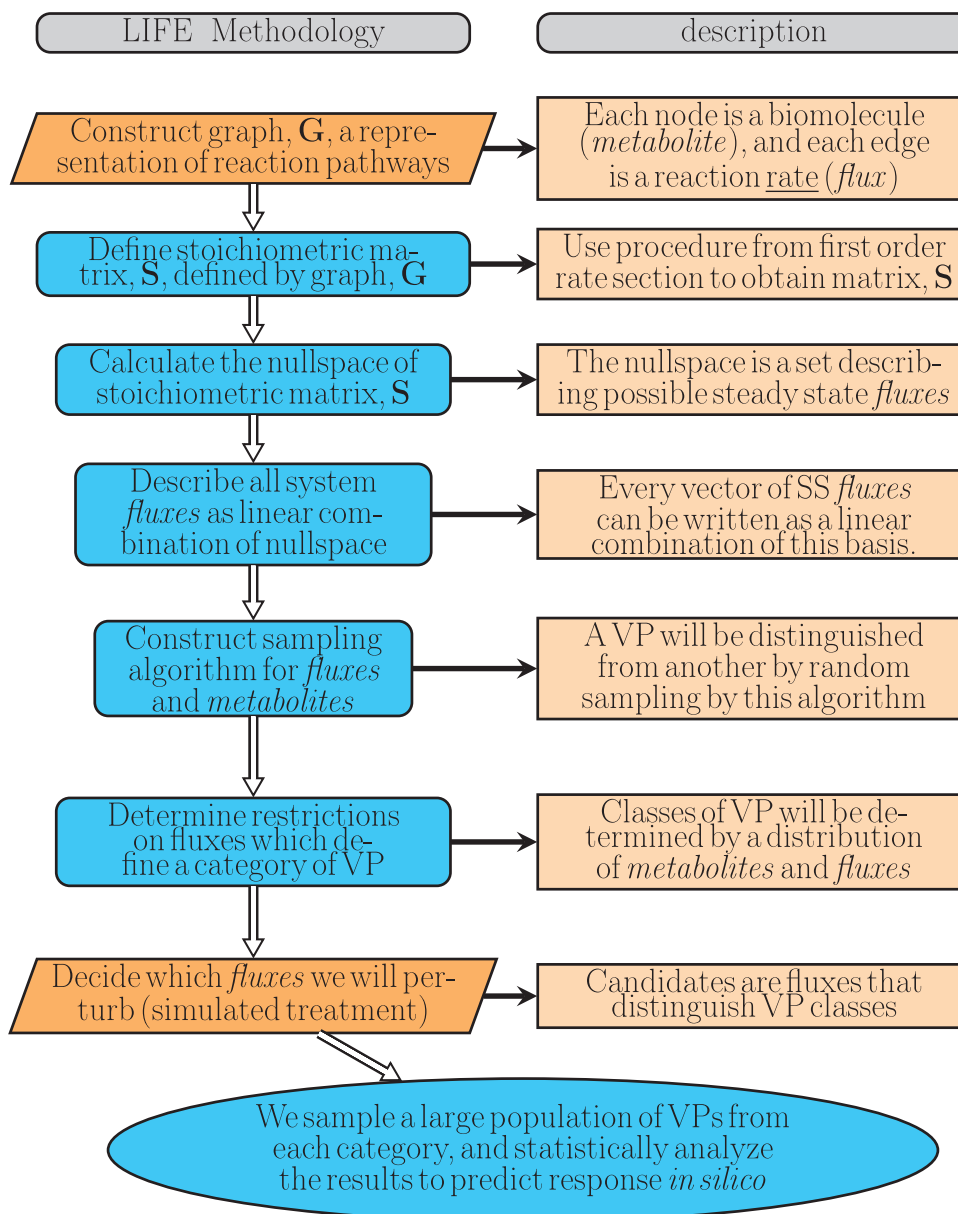 LIFE Methodology
description
Construct graph, G, a repre-
sentation of reaction pathways
Each node is a biomolecule
(metabolite), and each edge
is a reaction rate (flux)
Define stoichiometric ma-
trix, S, defined by graph, G
Use procedure from first order
rate section to obtain matrix, S
Calculate the nullspace of
stoichiometric matrix, S
The nullspace is a set describ-
ing possible steady state fluxes
Describe all system
fluxes as linear com-
bination of nullspace
Every vector of SS fluxes
can be written as a linear
combination of this basis.
Construct sampling
algorithm for fluxes
and metabolites
A VP will be distinguished
from another by random
sampling by this algorithm
Determine restrictions
on fluxes which de-
fine a category of VP
Classes of VP will be de-
termined by a distribution
of metabolites and fluxes
Decide which fluxes we will per-
turb (simulated treatment)
Candidates are fluxes that
distinguish VP classes
We sample a large population of VPs from
each category, and statistically analyze
the results to predict response in silico